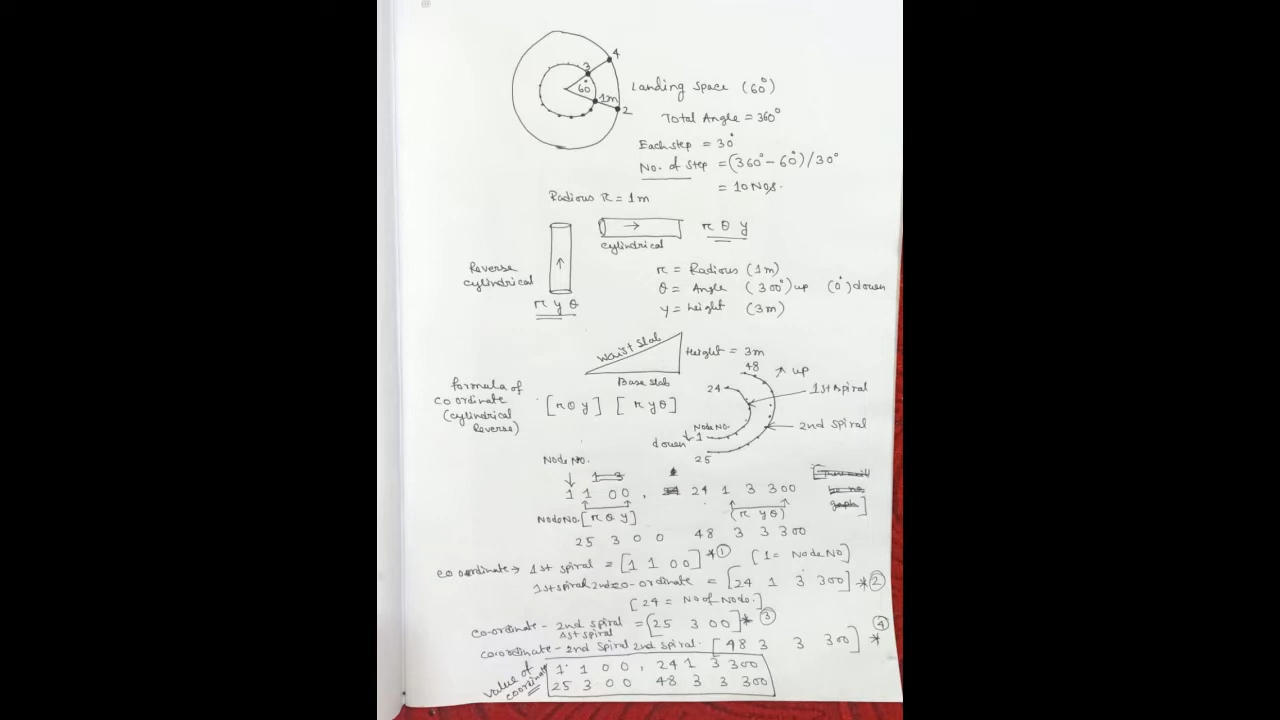 4
3
60°
1m
2
Landing space (60°)
Total Angle = 360°
Each step = 30°
No. of step = (360° - 60°) / 30°
= 10 Nos.
Radious r = 1m
cylindrical
r θ y
Reverse
cylindrical
r y θ
r = Radious (1m)
θ = Angle (300°) up (0°) down
y = height (3m)
Waist slab
Height = 3m
Base slab
48
up
24
1st spiral
Formula of
co ordinate
(cylindrical
Reverse)
[r θ y] [r y θ]
2nd spiral
Node No.
1
down
25
Node No.
1 1 0 0 , 24 1 3 300
Node No. [r θ y] (r y θ)
25 3 0 0 48 3 3 300
co ordinate → 1st spiral = [1 1 0 0] * ① [1 = Node No]
1st spiral 2nd co-ordinate = [24 1 3 300] * ②
[24 = No of Node.]
co-ordinate - 2nd spiral = [25 3 0 0] * ③
1st spiral
co-ordinate - 2nd spiral 2nd spiral. [48 3 3 300] * ④
value of
coordinate
1 1 0 0 , 24 1 3 300
25 3 0 0 48 3 3 300